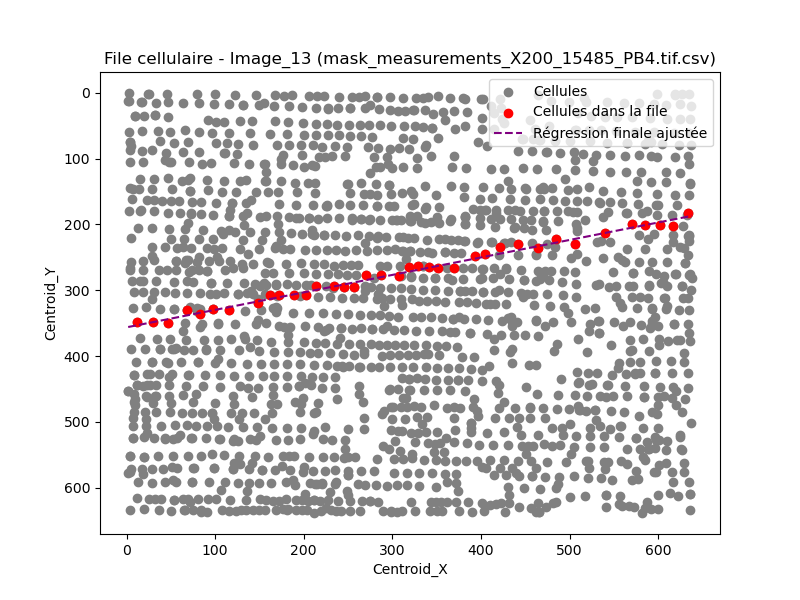 File cellulaire - Image_13 (mask_measurements_X200_15485_PB4.tif.csv)
Cellules
Cellules dans la file
Régression finale ajustée
0
100
200
300
400
500
600
Centroid_Y
0 100 200 300 400 500 600
Centroid_X